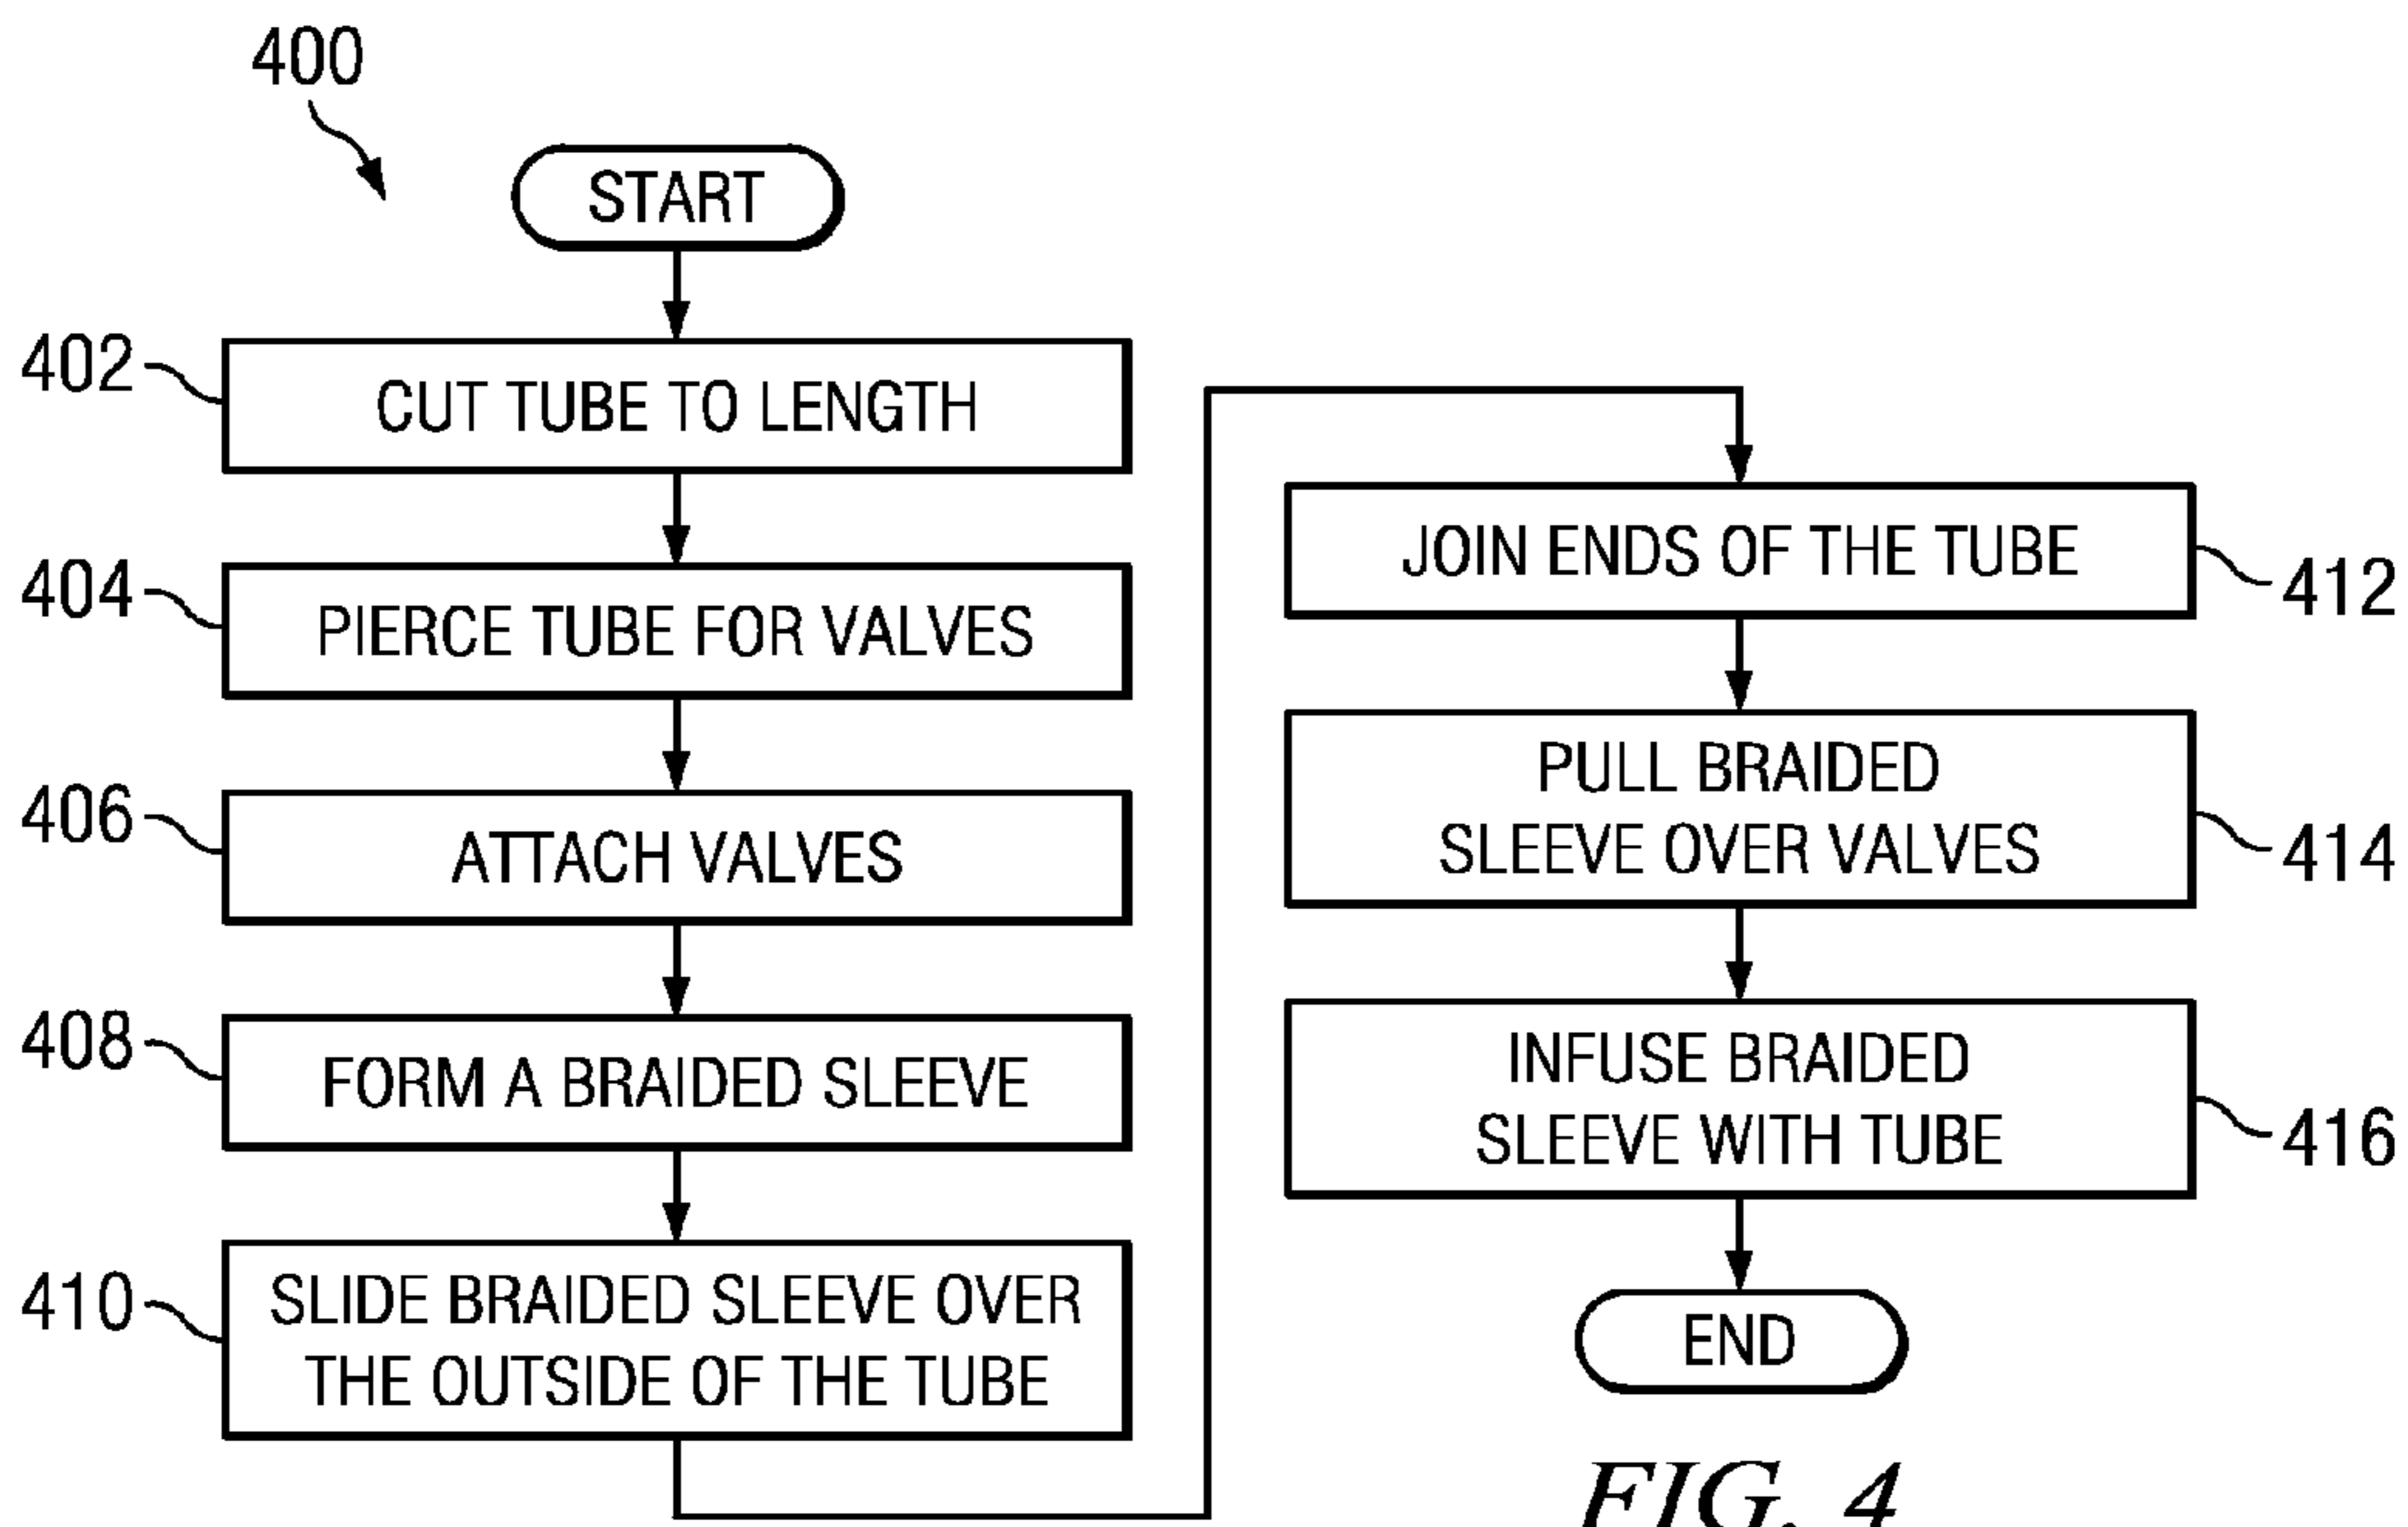 400
START
402
CUT TUBE TO LENGTH
404
PIERCE TUBE FOR VALVES
406
ATTACH VALVES
408
FORM A BRAIDED SLEEVE
410
SLIDE BRAIDED SLEEVE OVER
THE OUTSIDE OF THE TUBE
JOIN ENDS OF THE TUBE
412
PULL BRAIDED
SLEEVE OVER VALVES
414
INFUSE BRAIDED
SLEEVE WITH TUBE
416
END
FIG. 4